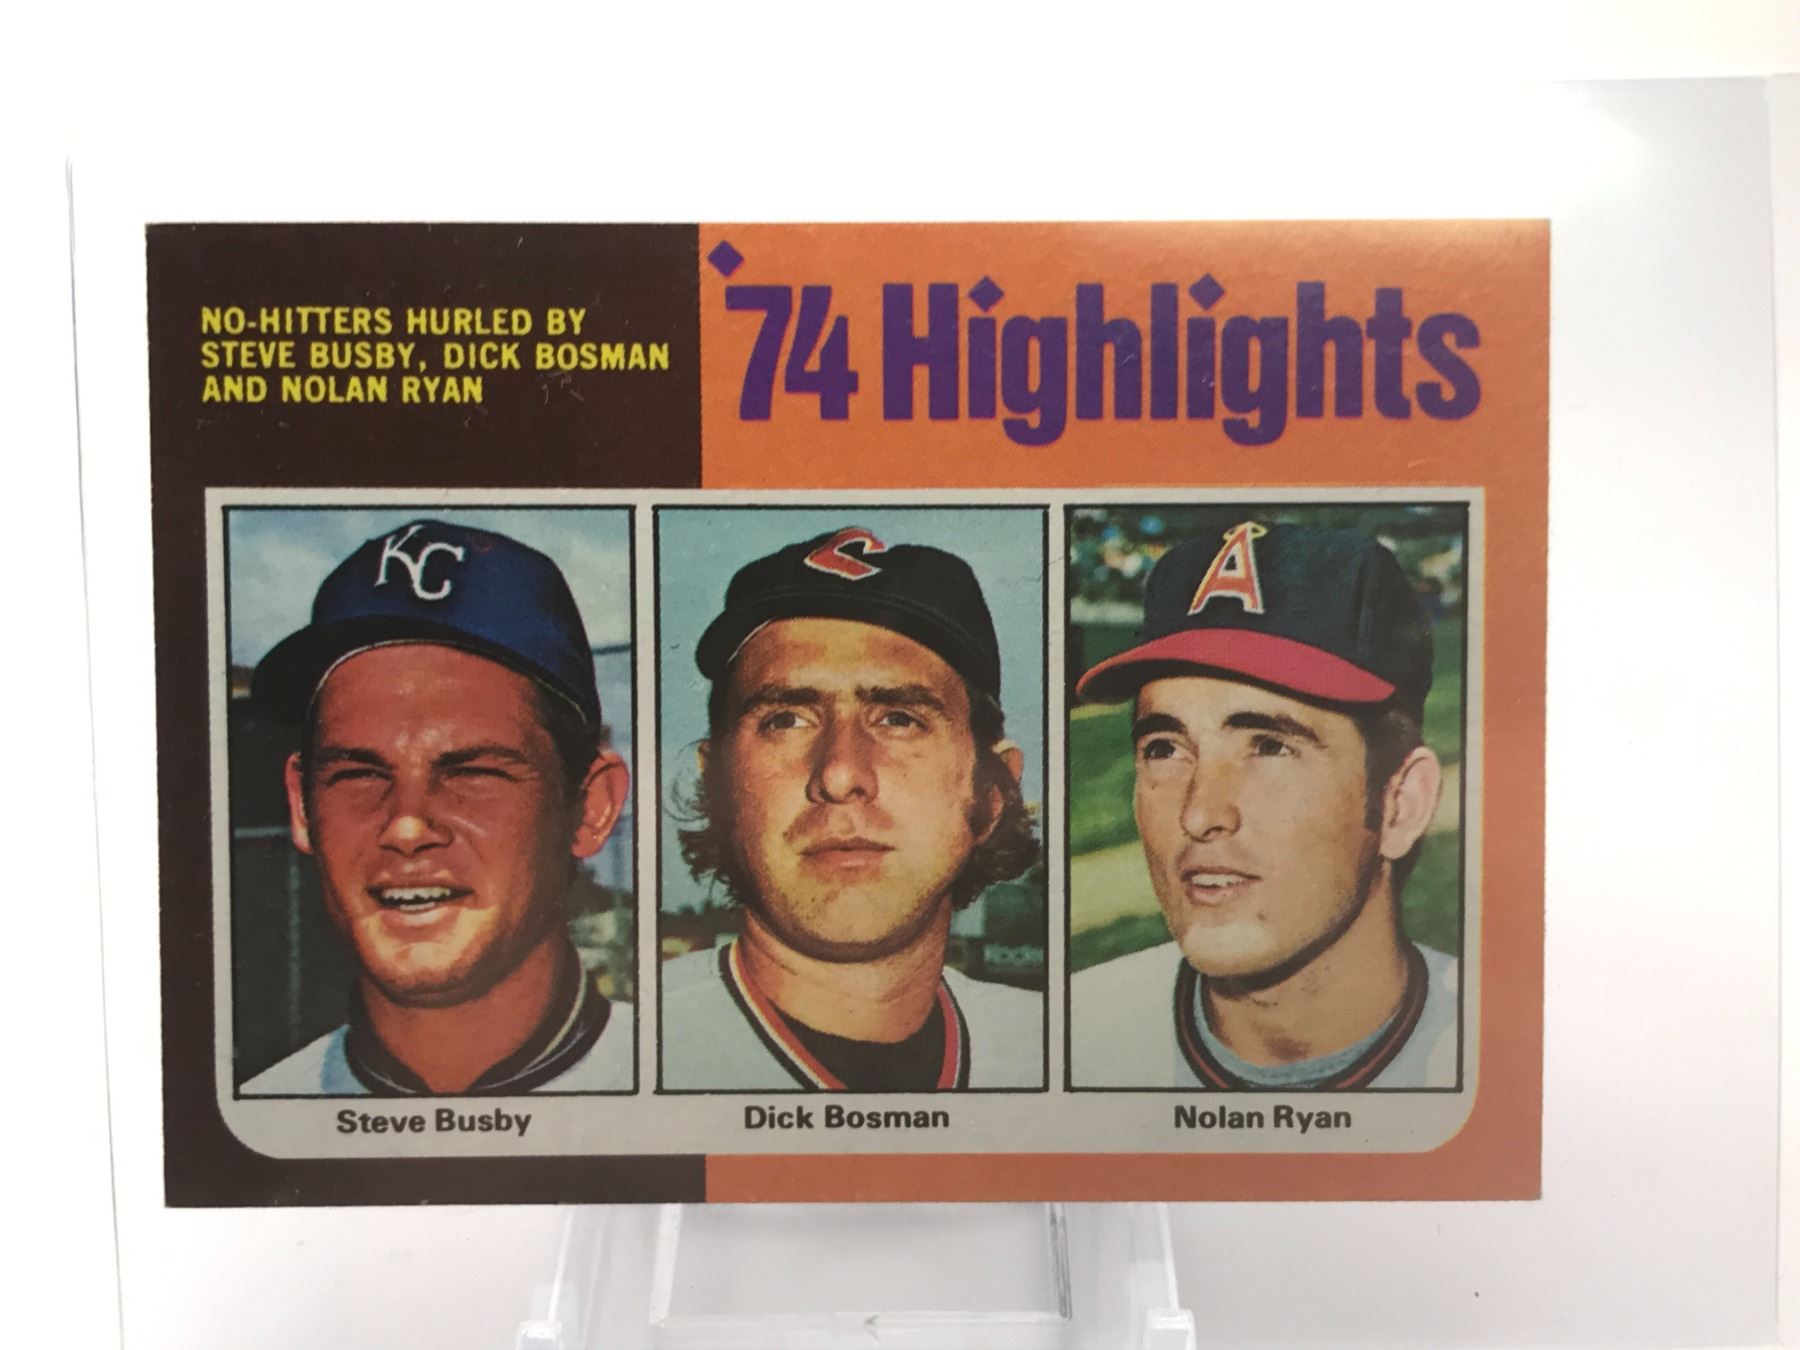 NO-HITTERS HURLED BY
STEVE BUSBY, DICK BOSMAN
AND NOLAN RYAN
'74 Highlights
KC
C
A
Steve Busby
Dick Bosman
Nolan Ryan